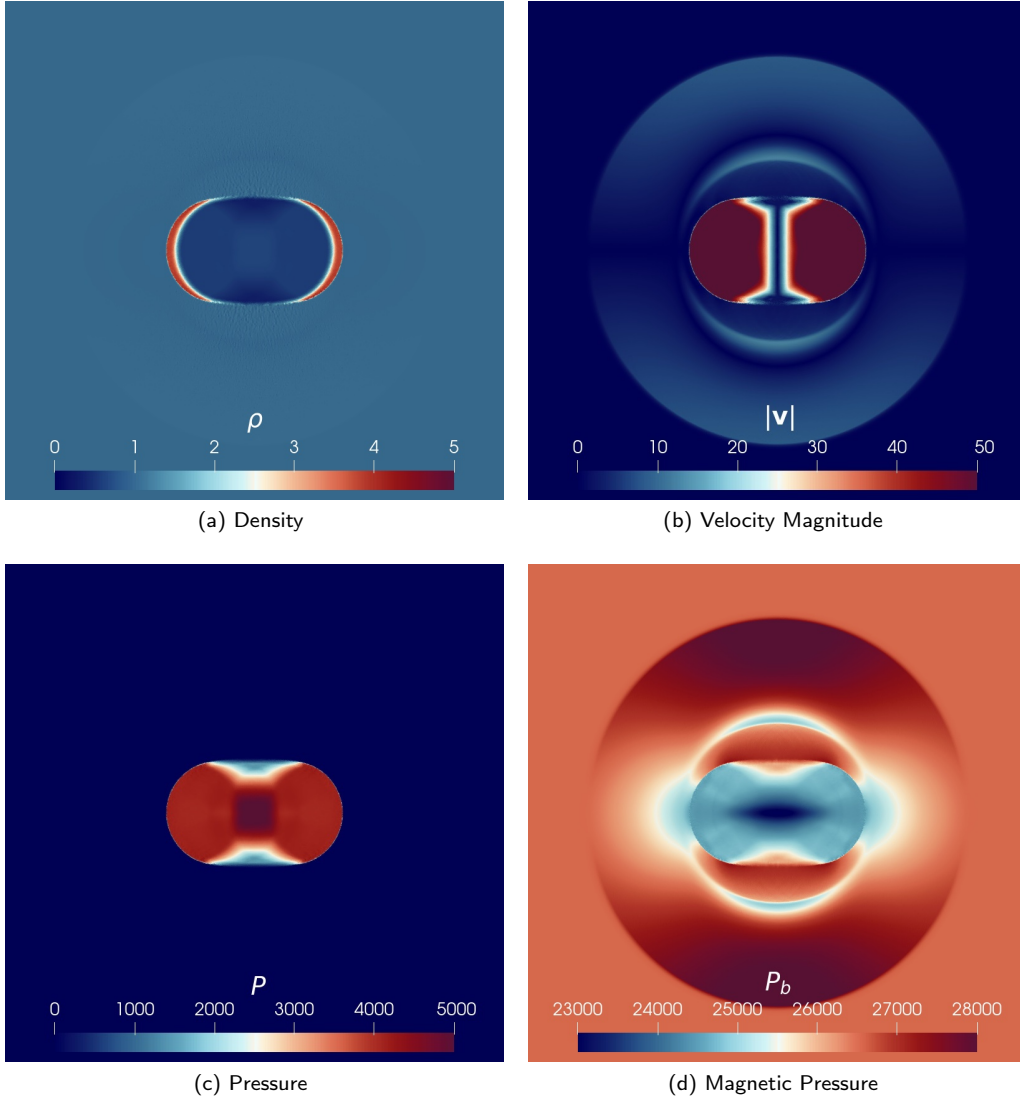 ρ
0 1 2 3 4 5
(a) Density
|v|
0 10 20 30 40 50
(b) Velocity Magnitude
P
0 1000 2000 3000 4000 5000
(c) Pressure
P_b
23000 24000 25000 26000 27000 28000
(d) Magnetic Pressure